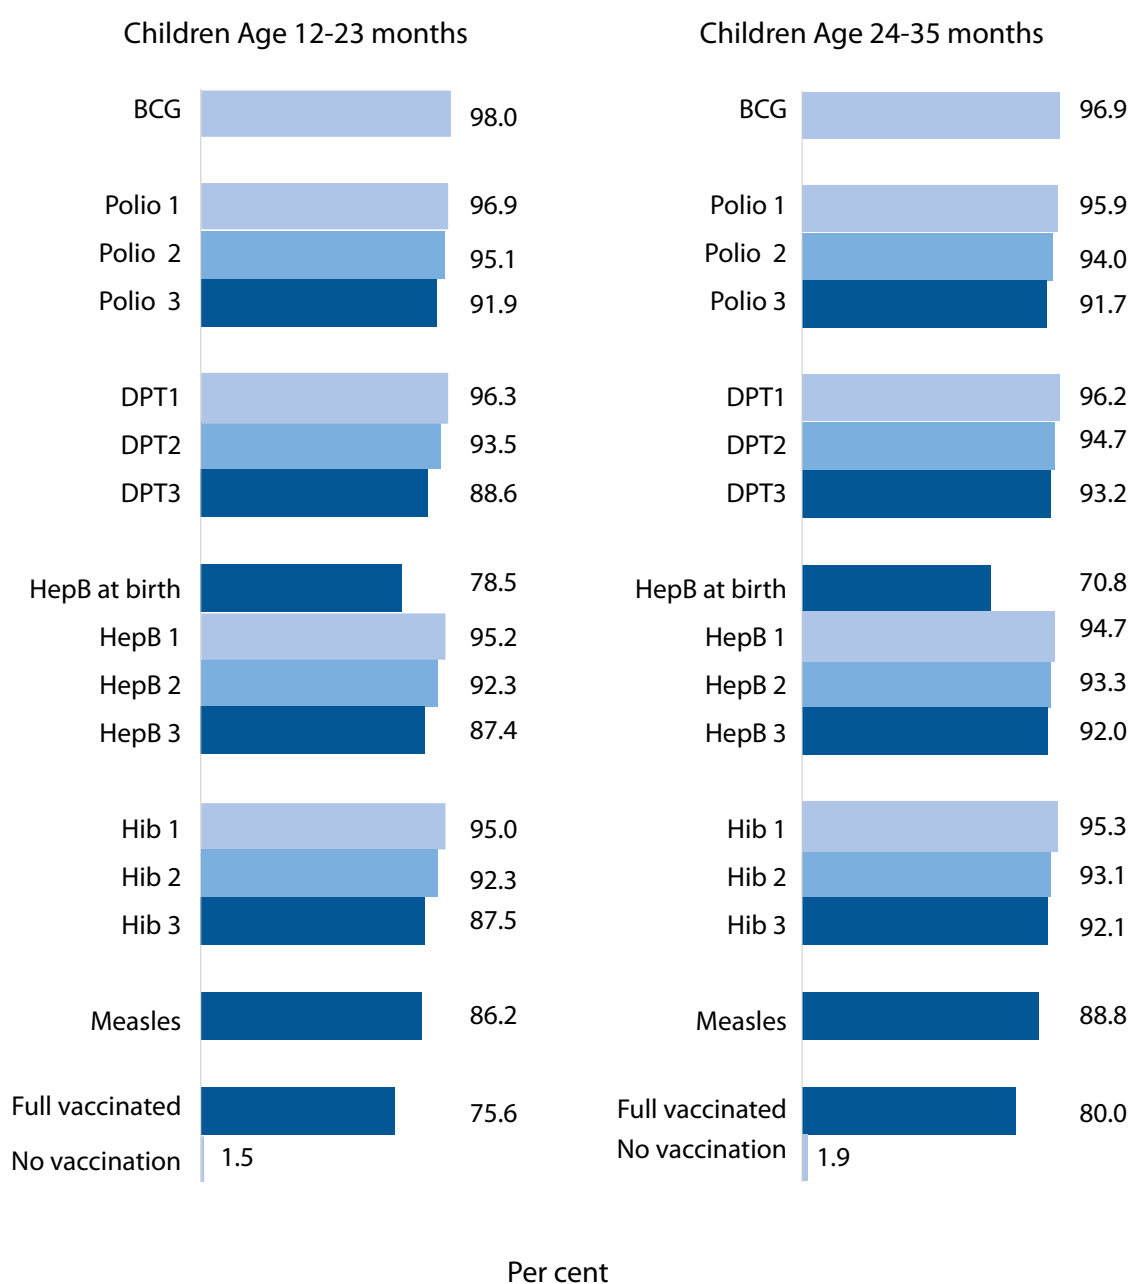 Children Age 12-23 months
BCG 98.0
Polio 1 96.9
Polio 2 95.1
Polio 3 91.9
DPT1 96.3
DPT2 93.5
DPT3 88.6
HepB at birth 78.5
HepB 1 95.2
HepB 2 92.3
HepB 3 87.4
Hib 1 95.0
Hib 2 92.3
Hib 3 87.5
Measles 86.2
Full vaccinated 75.6
No vaccination 1.5
Children Age 24-35 months
BCG 96.9
Polio 1 95.9
Polio 2 94.0
Polio 3 91.7
DPT1 96.2
DPT2 94.7
DPT3 93.2
HepB at birth 70.8
HepB 1 94.7
HepB 2 93.3
HepB 3 92.0
Hib 1 95.3
Hib 2 93.1
Hib 3 92.1
Measles 88.8
Full vaccinated 80.0
No vaccination 1.9
Per cent